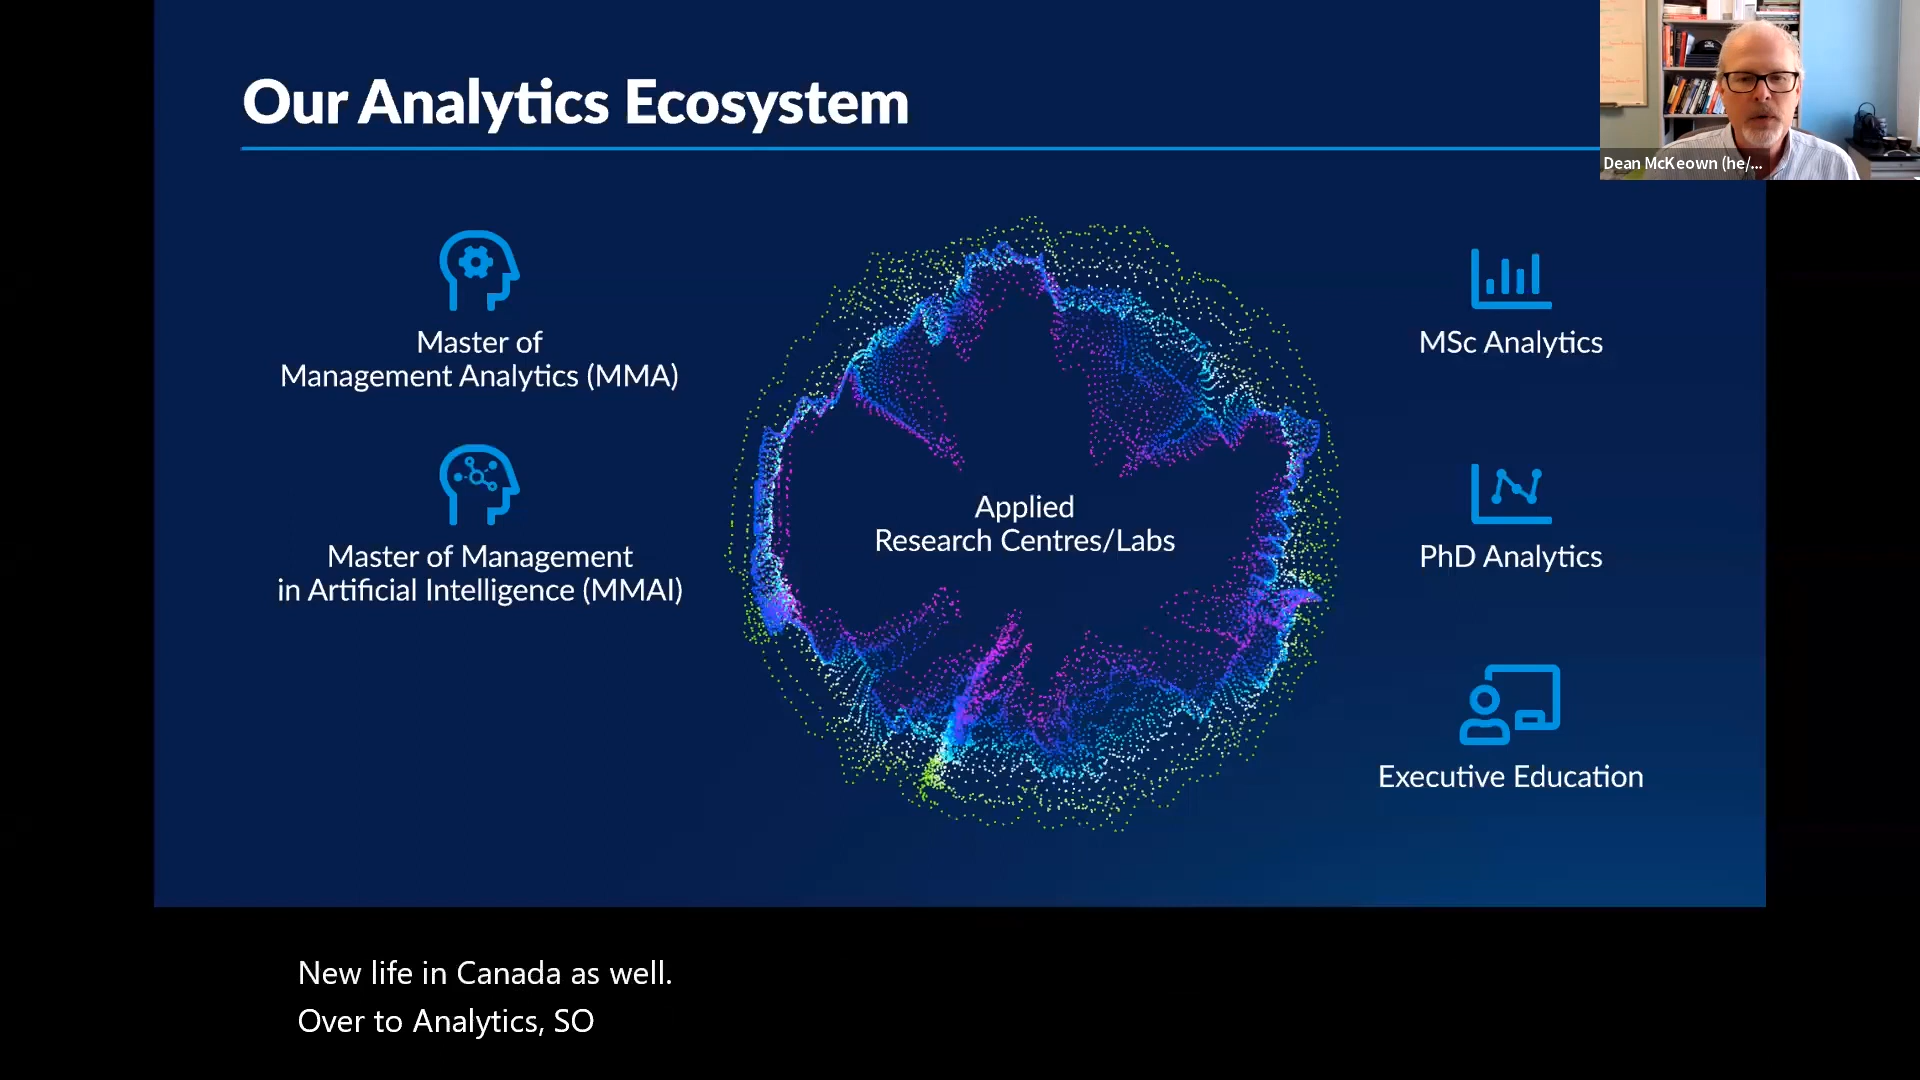 Our Analytics Ecosystem
Dean McKeown (he/...
Master of
Management Analytics (MMA)
Master of Management
in Artificial Intelligence (MMAI)
Applied
Research Centres/Labs
MSc Analytics
PhD Analytics
Executive Education
New life in Canada as well.
Over to Analytics, SO